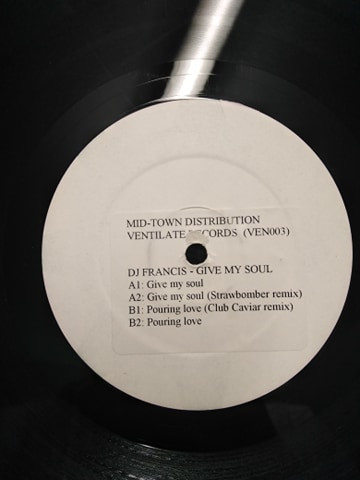 MID-TOWN DISTRIBUTION
VENTILATE RECORDS (VEN003)
DJ FRANCIS - GIVE MY SOUL
A1: Give my soul
A2: Give my soul (Strawbomber remix)
B1: Pouring love (Club Caviar remix)
B2: Pouring love